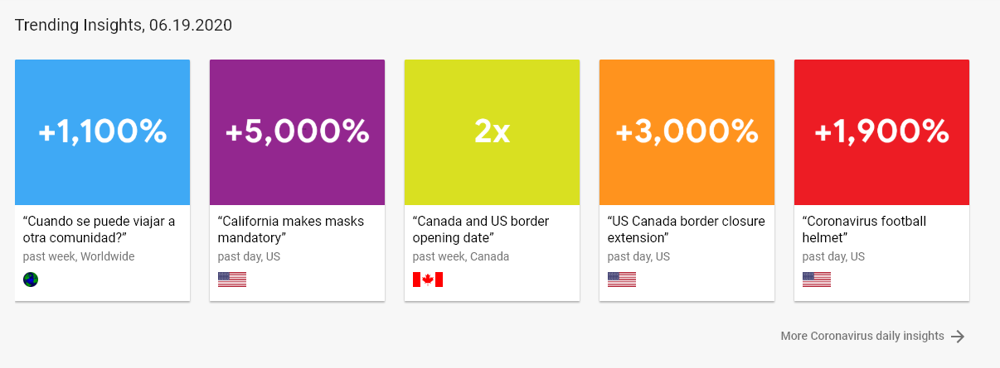 Trending Insights, 06.19.2020
+1,100%
“Cuando se puede viajar a
otra comunidad?”
past week, Worldwide
+5,000%
“California makes masks
mandatory”
past day, US
2x
“Canada and US border
opening date”
past week, Canada
+3,000%
“US Canada border closure
extension”
past day, US
+1,900%
“Coronavirus football
helmet”
past day, US
More Coronavirus daily insights